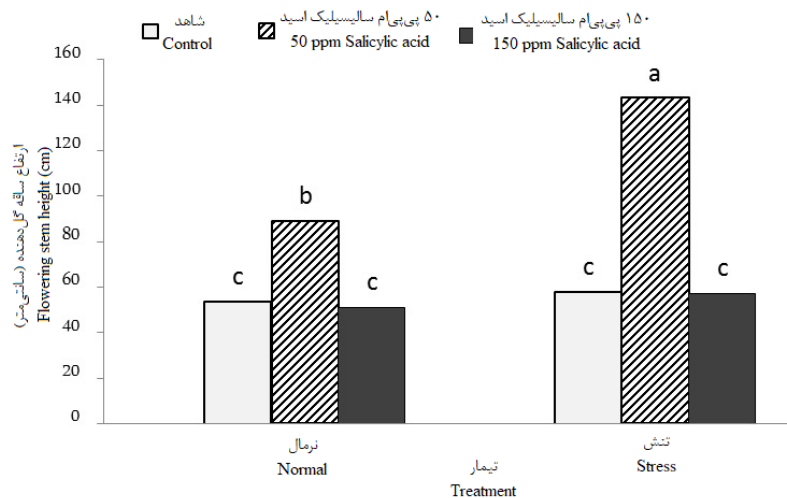 شاهد
Control
۵۰ پی‌پی‌ام سالیسیلیک اسید
50 ppm Salicylic acid
۱۵۰ پی‌پی‌ام سالیسیلیک اسید
150 ppm Salicylic acid
ارتفاع ساقه گل‌دهنده (سانتی‌متر)
Flowering stem height (cm)
160
140
120
100
80
60
40
20
0
c
b
c
c
a
c
نرمال
Normal
تنش
Stress
تیمار
Treatment